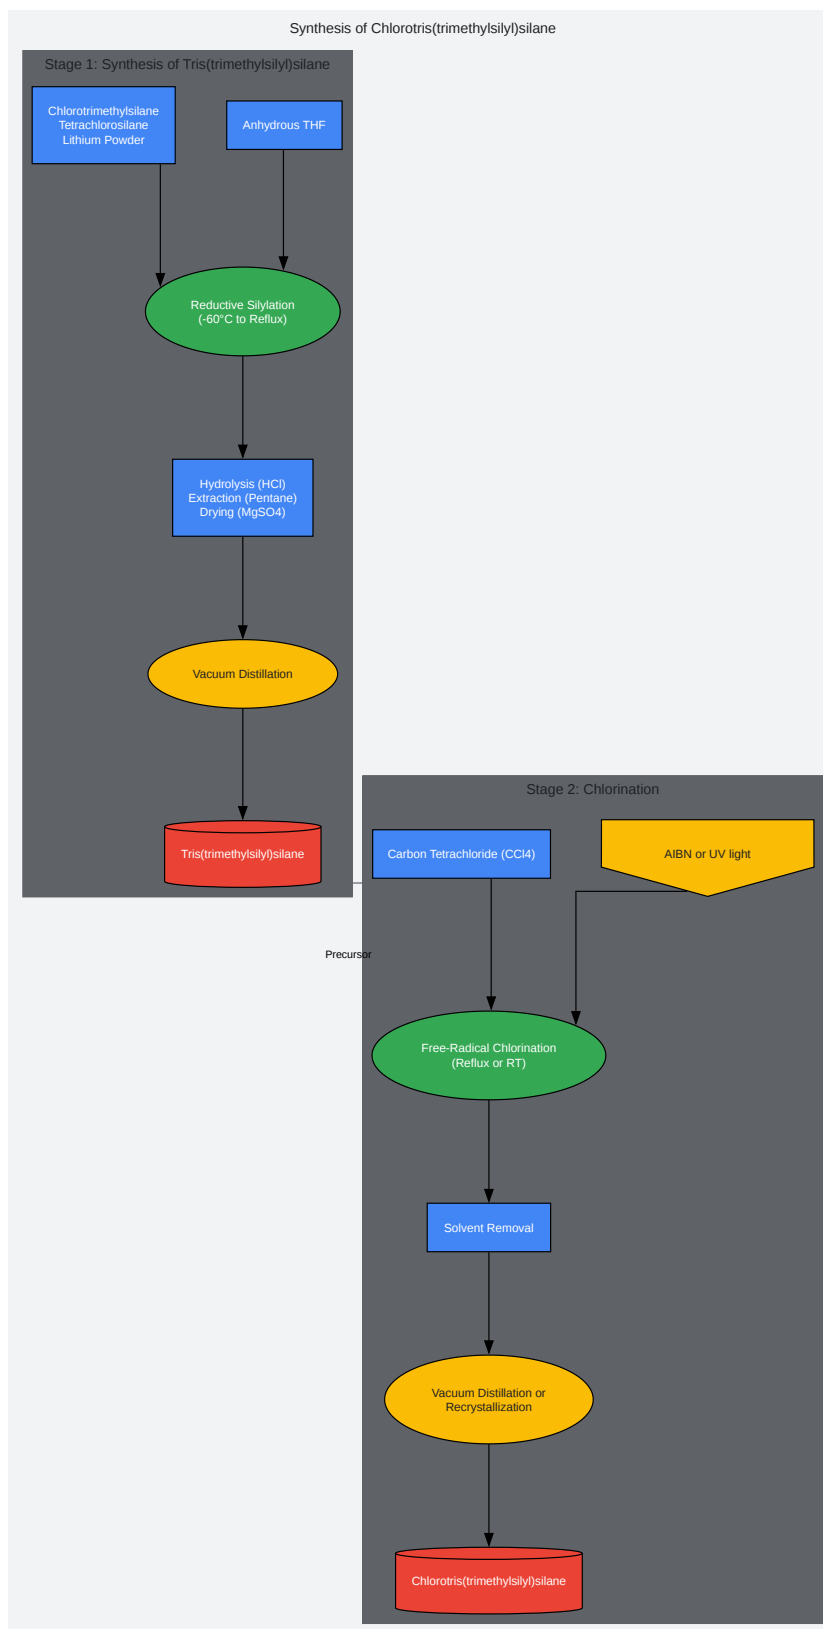 Synthesis of Chlorotris(trimethylsilyl)silane
Stage 1: Synthesis of Tris(trimethylsilyl)silane
Chlorotrimethylsilane
Tetrachlorosilane
Lithium Powder
Anhydrous THF
Reductive Silylation
(-60°C to Reflux)
Hydrolysis (HCl)
Extraction (Pentane)
Drying (MgSO4)
Vacuum Distillation
Tris(trimethylsilyl)silane
Precursor
Stage 2: Chlorination
Carbon Tetrachloride (CCl4)
AIBN or UV light
Free-Radical Chlorination
(Reflux or RT)
Solvent Removal
Vacuum Distillation or
Recrystallization
Chlorotris(trimethylsilyl)silane